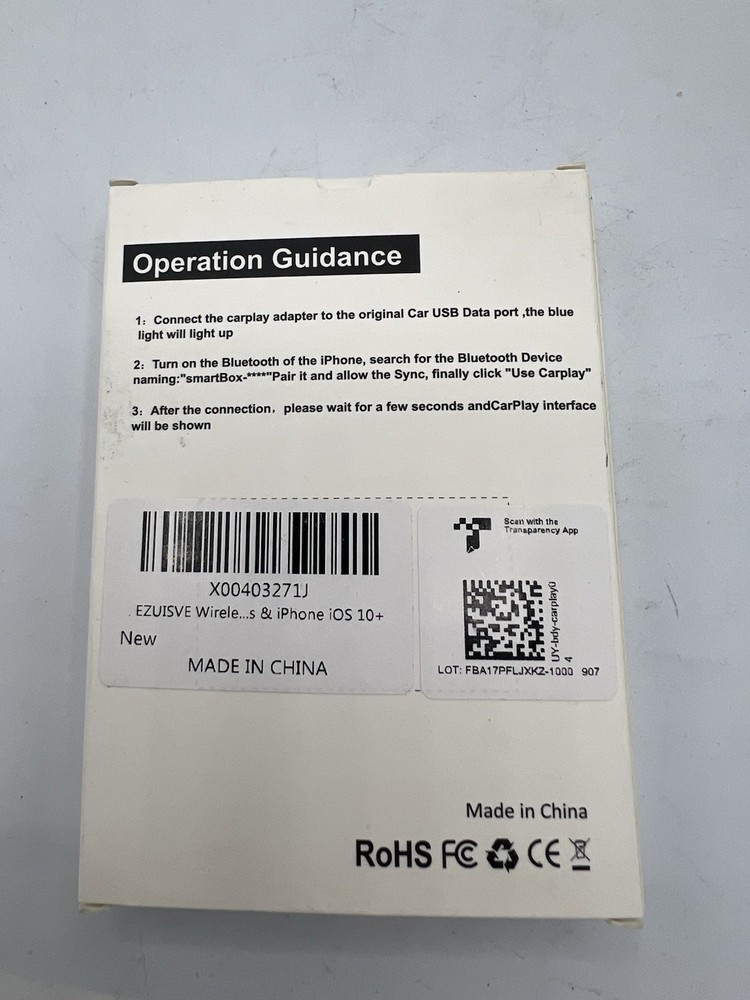 Operation Guidance
1: Connect the carplay adapter to the original Car USB Data port ,the blue
light will light up
2: Turn on the Bluetooth of the iPhone, search for the Bluetooth Device
naming:"smartBox-****"Pair it and allow the Sync, finally click "Use Carplay"
3: After the connection, please wait for a few seconds andCarPlay interface
will be shown
X00403271J
EZUISVE Wirele...s & iPhone iOS 10+
New
MADE IN CHINA
Scan with the
Transparency App
UY-bdy-carplay0
4
LOT: FBA17PFLJXKZ-1000 907
Made in China
RoHS FC CE